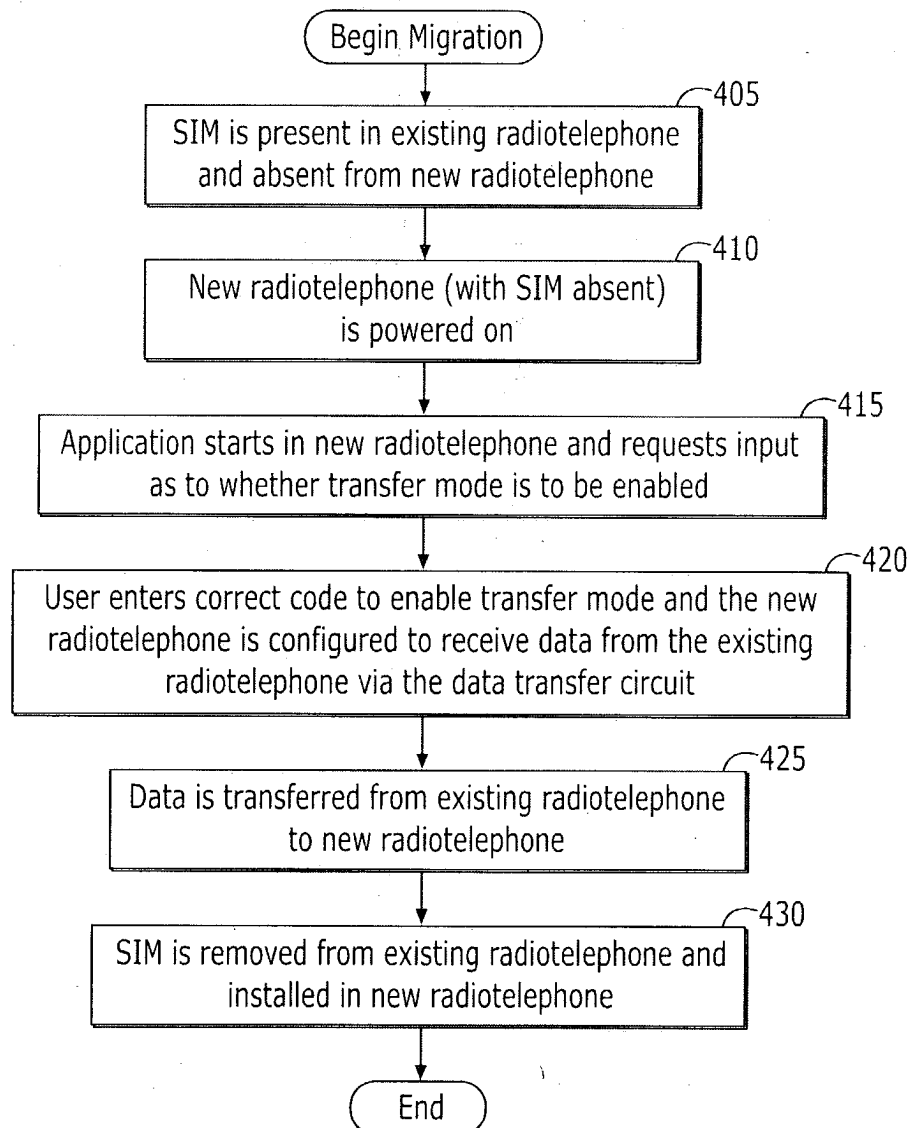 Begin Migration
405
SIM is present in existing radiotelephone
and absent from new radiotelephone
410
New radiotelephone (with SIM absent)
is powered on
415
Application starts in new radiotelephone and requests input
as to whether transfer mode is to be enabled
420
User enters correct code to enable transfer mode and the new
radiotelephone is configured to receive data from the existing
radiotelephone via the data transfer circuit
425
Data is transferred from existing radiotelephone
to new radiotelephone
430
SIM is removed from existing radiotelephone and
installed in new radiotelephone
End